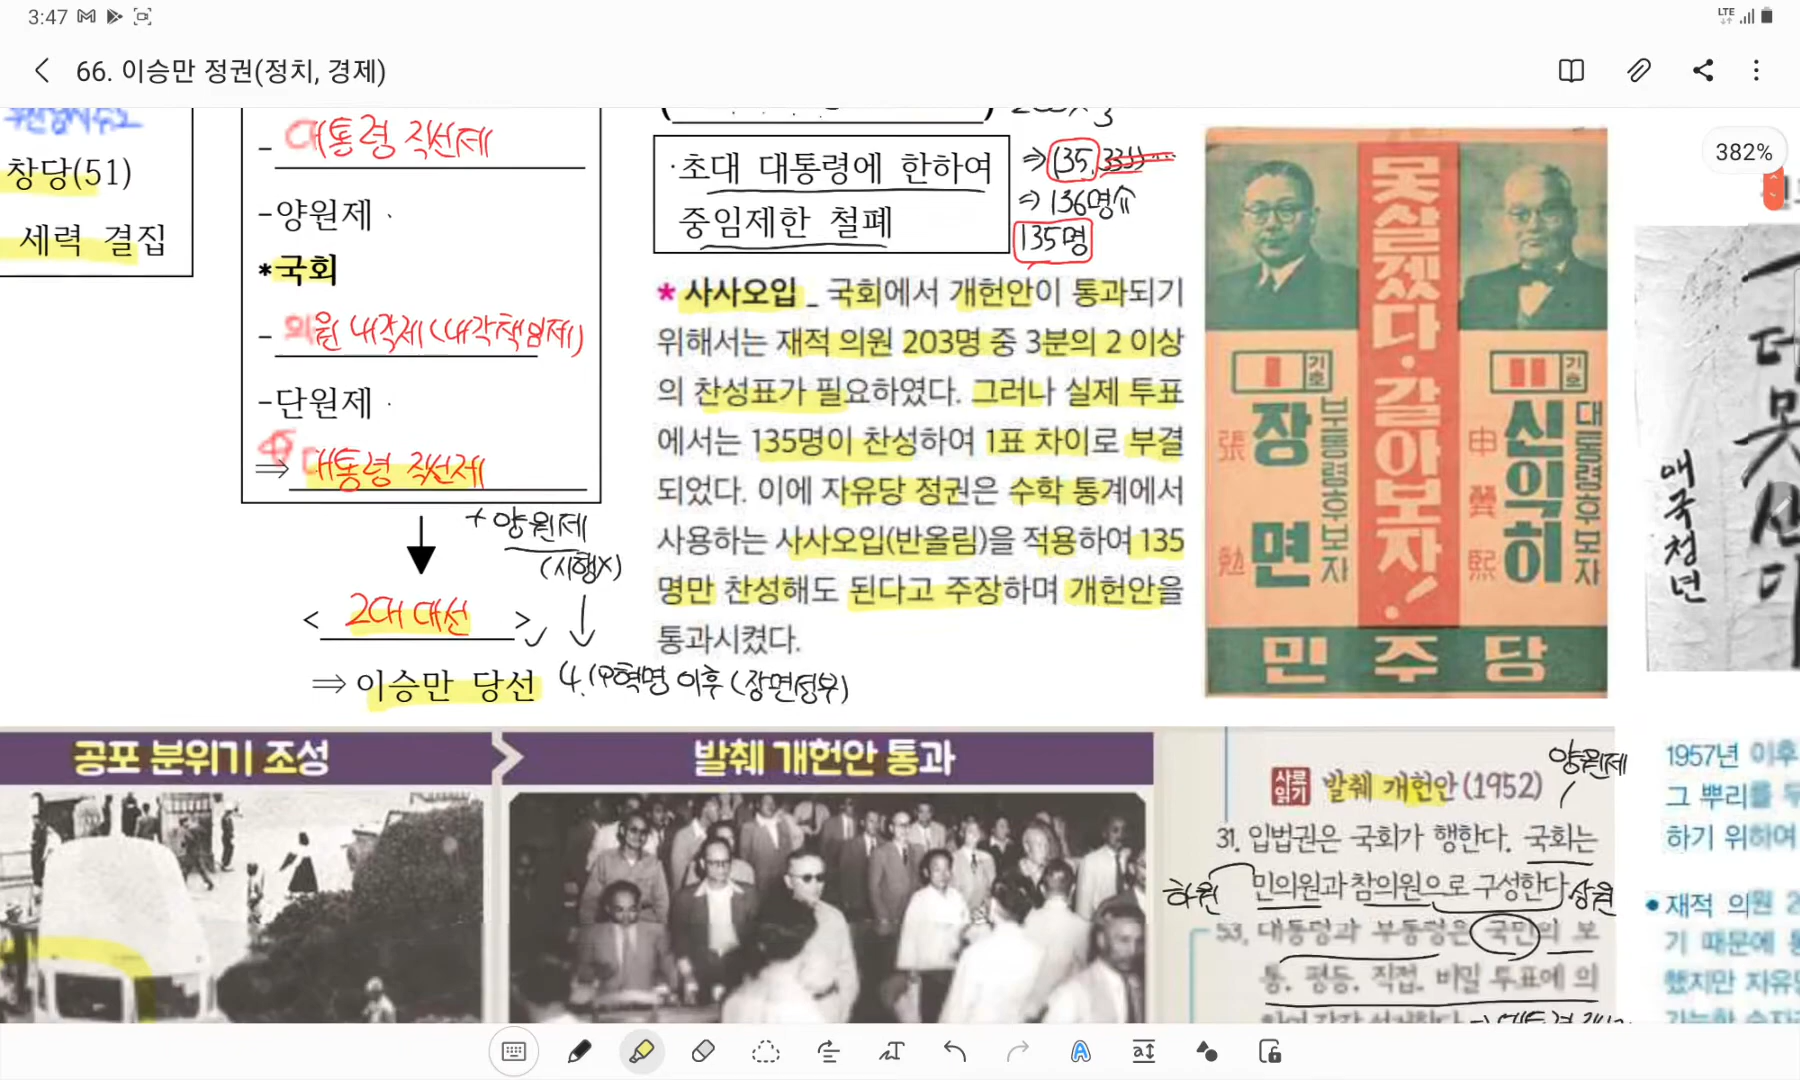 3:47
LTE
66. 이승만 정권(정치, 경제)
382%
창당(51)
세력 결집
- 대통령 직선제
-양원제
*국회
- 의원 내각제(내각책임제)
-단원제
⇒ 대통령 직선제
+ 양원제
(시행X)
< 2대 대선 >
⇒ 이승만 당선
4.19혁명 이후 (장면정부)
·초대 대통령에 한하여
중임제한 철폐
⇒ 135.333···
⇒ 136명
135명
* 사사오입 _ 국회에서 개헌안이 통과되기
위해서는 재적 의원 203명 중 3분의 2 이상
의 찬성표가 필요하였다. 그러나 실제 투표
에서는 135명이 찬성하여 1표 차이로 부결
되었다. 이에 자유당 정권은 수학 통계에서
사용하는 사사오입(반올림)을 적용하여 135
명만 찬성해도 된다고 주장하며 개헌안을
통과시켰다.
못살겠다·갈아보자!
기호 I
부통령후보자
장면
張勉
기호 II
대통령후보자
신익히
申翼熙
민주당
애국청년
공포 분위기 조성
발췌 개헌안 통과
사료 읽기 발췌 개헌안(1952)
양원제
31. 입법권은 국회가 행한다. 국회는
하원 민의원과 참의원으로 구성한다 상원
53. 대통령과 부통령은 국민의 보
통, 평등, 직접, 비밀 투표에 의
1957년 이후
그 뿌리를
하기 위하여
● 재적 의원
기 때문에
했지만 자유당